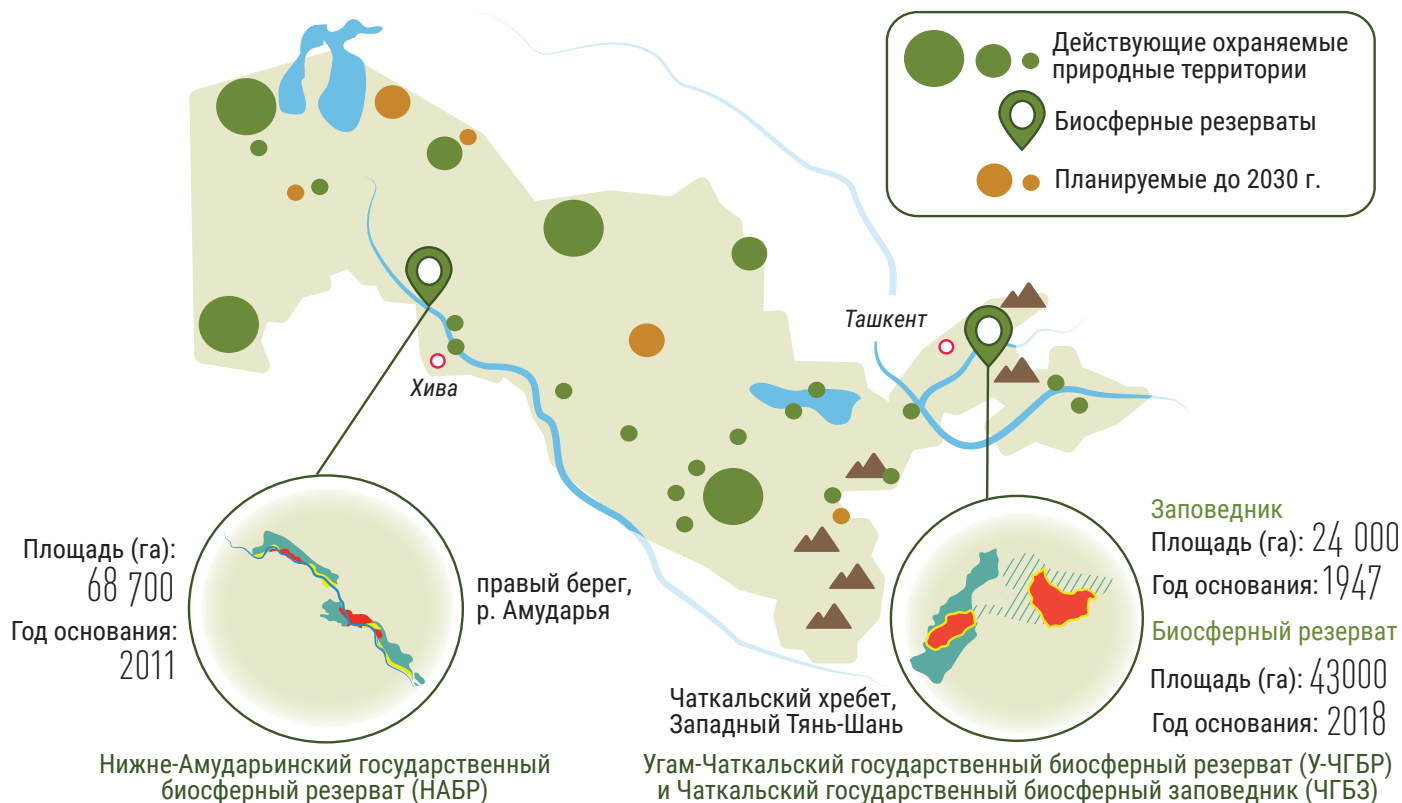 Действующие охраняемые
природные территории
Биосферные резерваты
Планируемые до 2030 г.
Ташкент
Хива
Площадь (га):
68 700
Год основания:
2011
правый берег,
р. Амударья
Нижне-Амударьинский государственный
биосферный резерват (НАБР)
Чаткальский хребет,
Западный Тянь-Шань
Заповедник
Площадь (га): 24 000
Год основания: 1947
Биосферный резерват
Площадь (га): 43000
Год основания: 2018
Угам-Чаткальский государственный биосферный резерват (У-ЧГБР)
и Чаткальский государственный биосферный заповедник (ЧГБЗ)